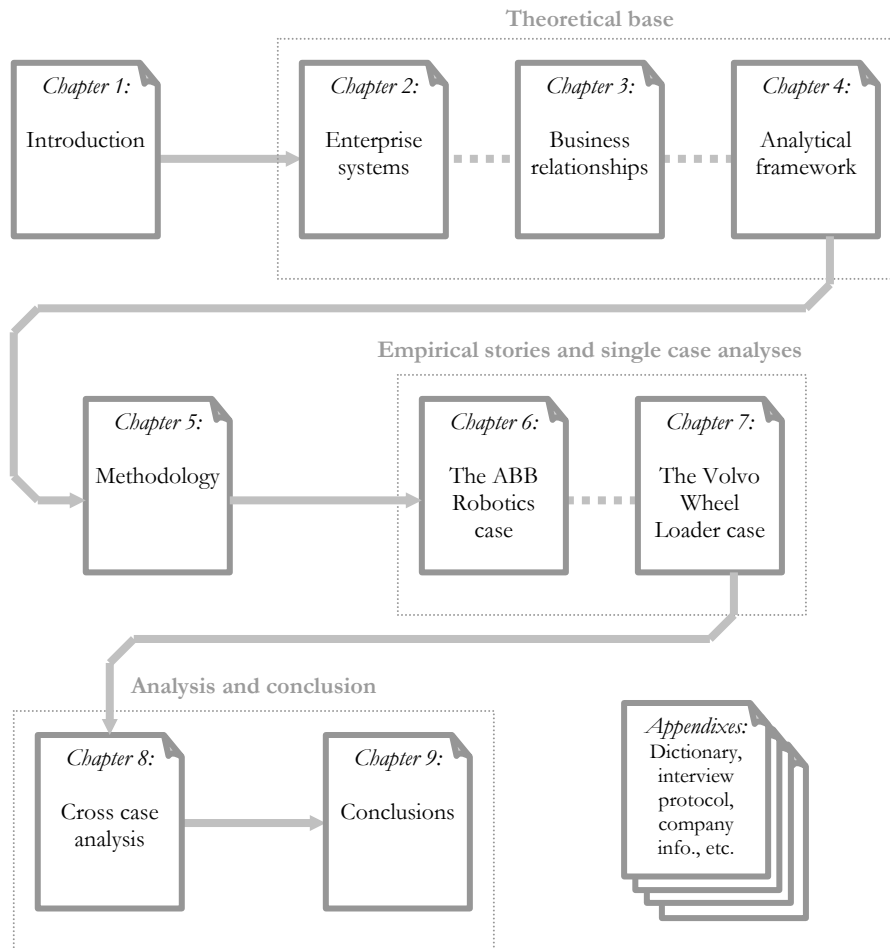 Theoretical base
Chapter 1:
Introduction
Chapter 2:
Enterprise
systems
Chapter 3:
Business
relationships
Chapter 4:
Analytical
framework
Empirical stories and single case analyses
Chapter 5:
Methodology
Chapter 6:
The ABB
Robotics
case
Chapter 7:
The Volvo
Wheel
Loader case
Analysis and conclusion
Chapter 8:
Cross case
analysis
Chapter 9:
Conclusions
Appendixes:
Dictionary,
interview
protocol,
company
info., etc.